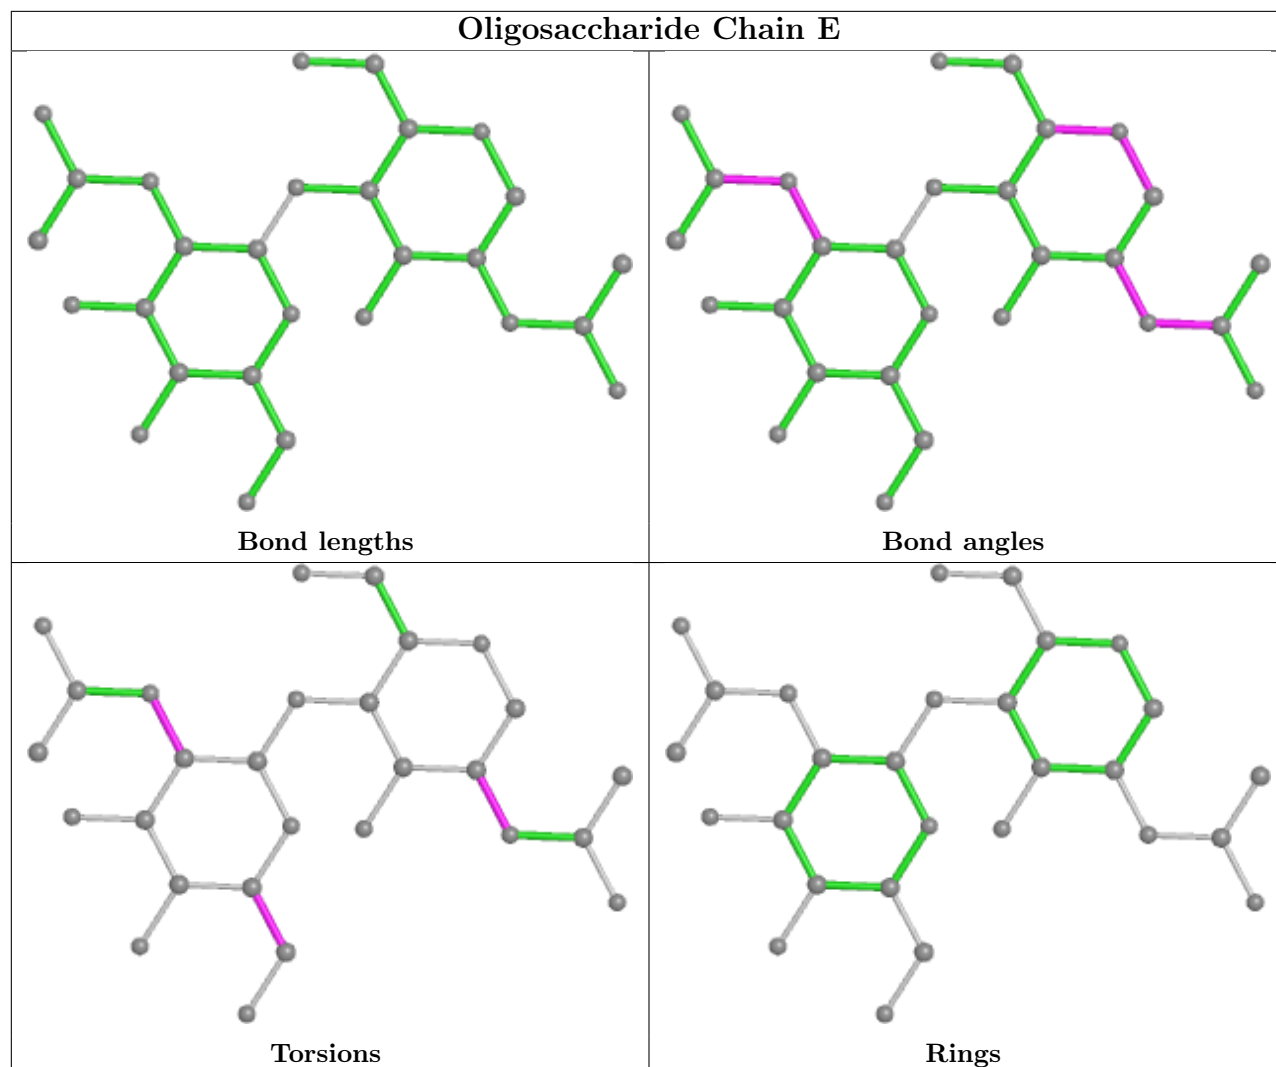 Oligosaccharide Chain E
Bond lengths
Bond angles
Torsions
Rings